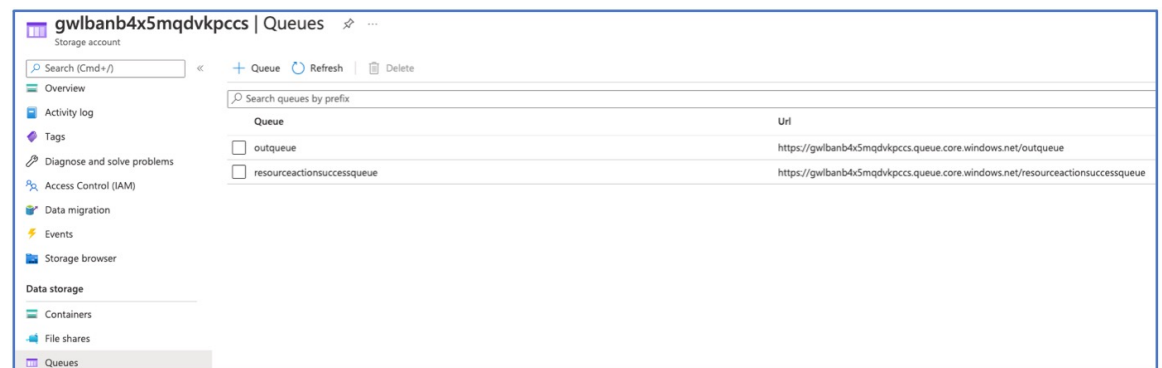 gwlbanb4x5mqdvkpccs | Queues ...
Storage account
Search (Cmd+/) «
+ Queue Refresh Delete
Overview
Search queues by prefix
Activity log
Queue Url
Tags
outqueue https://gwlbanb4x5mqdvkpccs.queue.core.windows.net/outqueue
Diagnose and solve problems
resourceactionsuccessqueue https://gwlbanb4x5mqdvkpccs.queue.core.windows.net/resourceactionsuccessqueue
Access Control (IAM)
Data migration
Events
Storage browser
Data storage
Containers
File shares
Queues